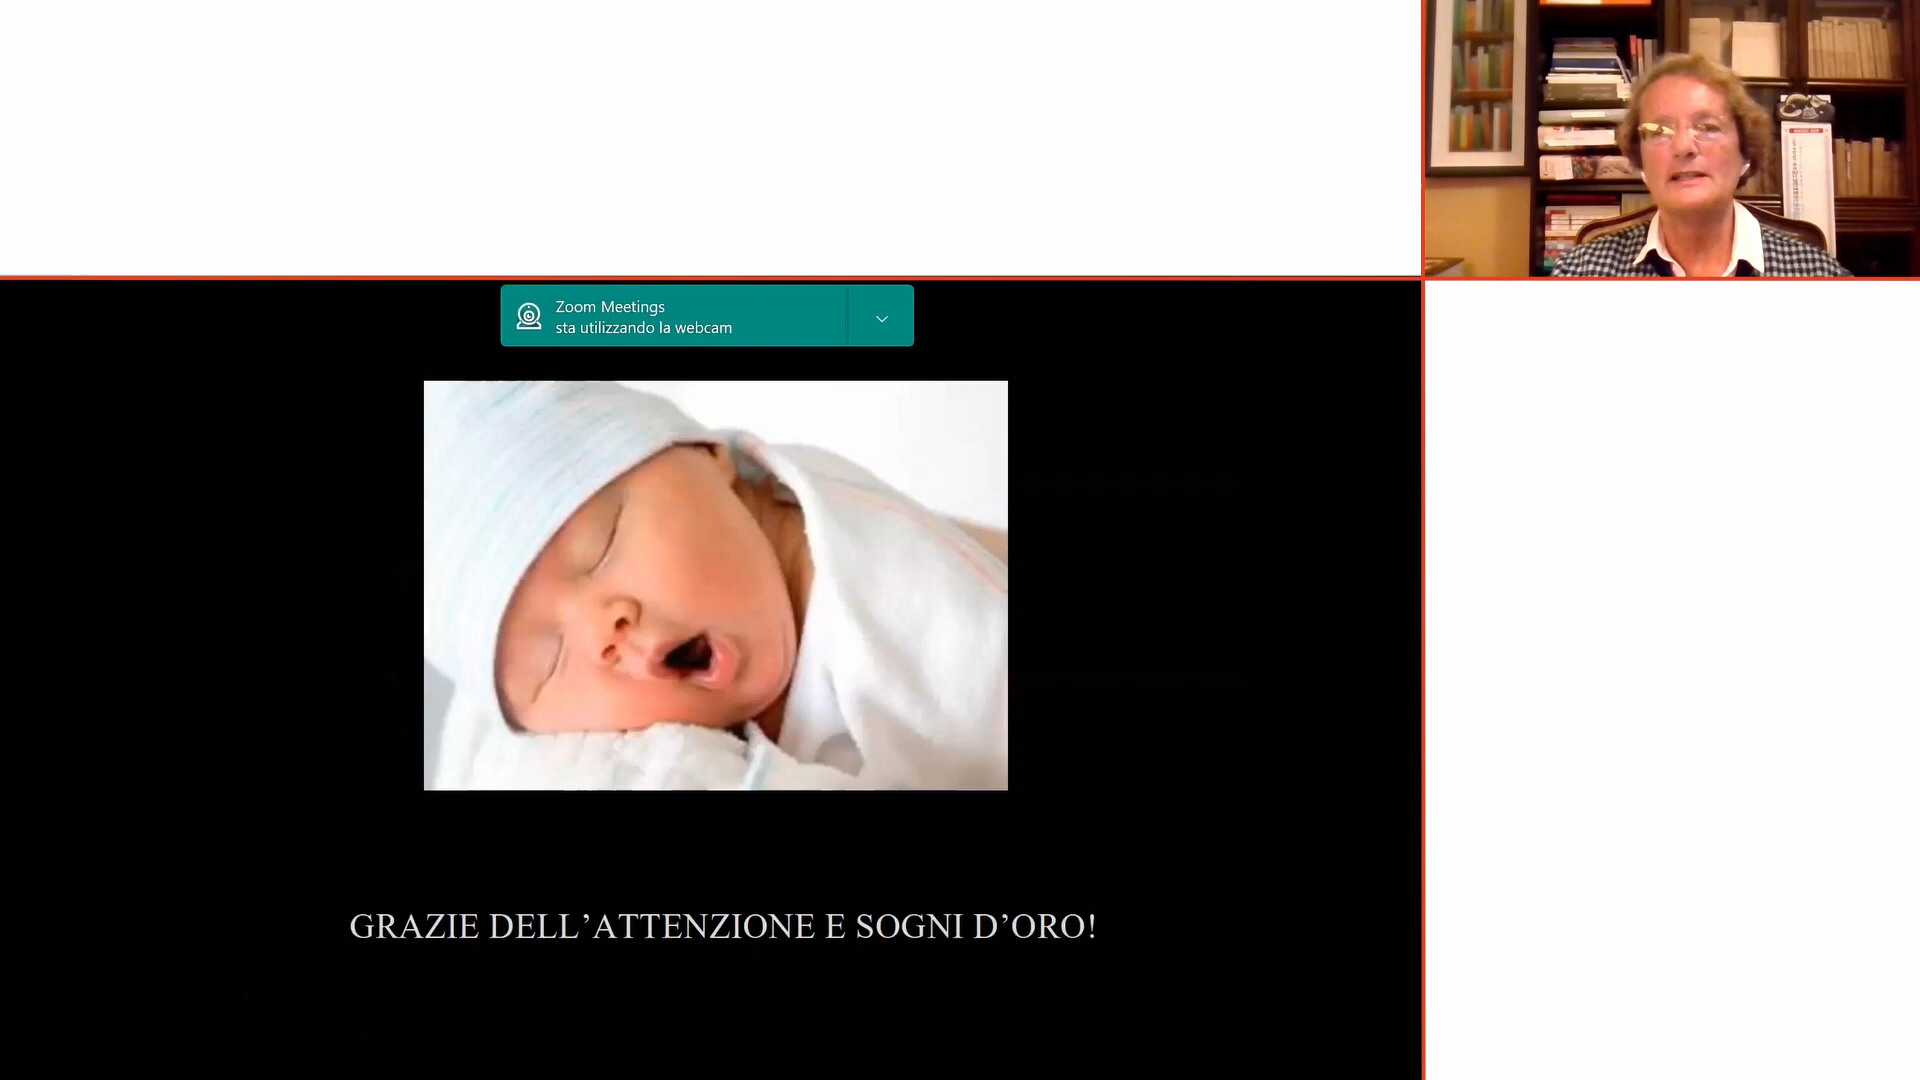 Zoom Meetings
sta utilizzando la webcam
GRAZIE DELL’ATTENZIONE E SOGNI D’ORO!